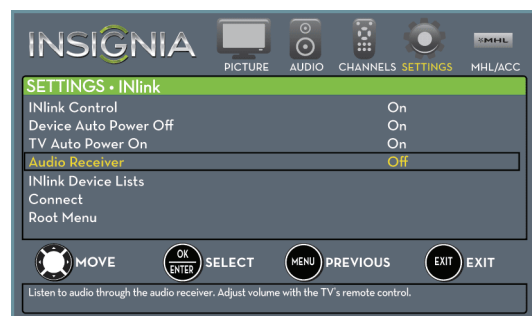 INSIGNIA
PICTURE AUDIO CHANNELS SETTINGS MHL MHL/ACC
SETTINGS • INlink
INlink Control On
Device Auto Power Off On
TV Auto Power On On
Audio Receiver Off
INlink Device Lists
Connect
Root Menu
MOVE OK ENTER SELECT MENU PREVIOUS EXIT EXIT
Listen to audio through the audio receiver. Adjust volume with the TV's remote control.